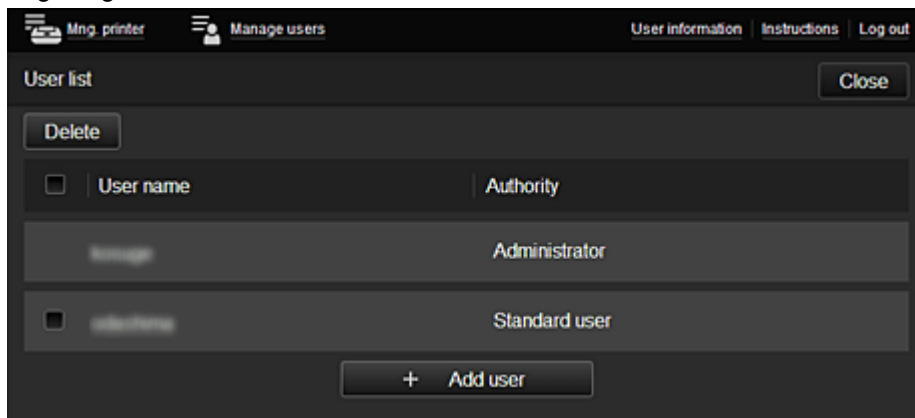 Mng. printer Manage users User information Instructions Log out
User list Close
Delete
User name Authority
Administrator
Standard user
+ Add user